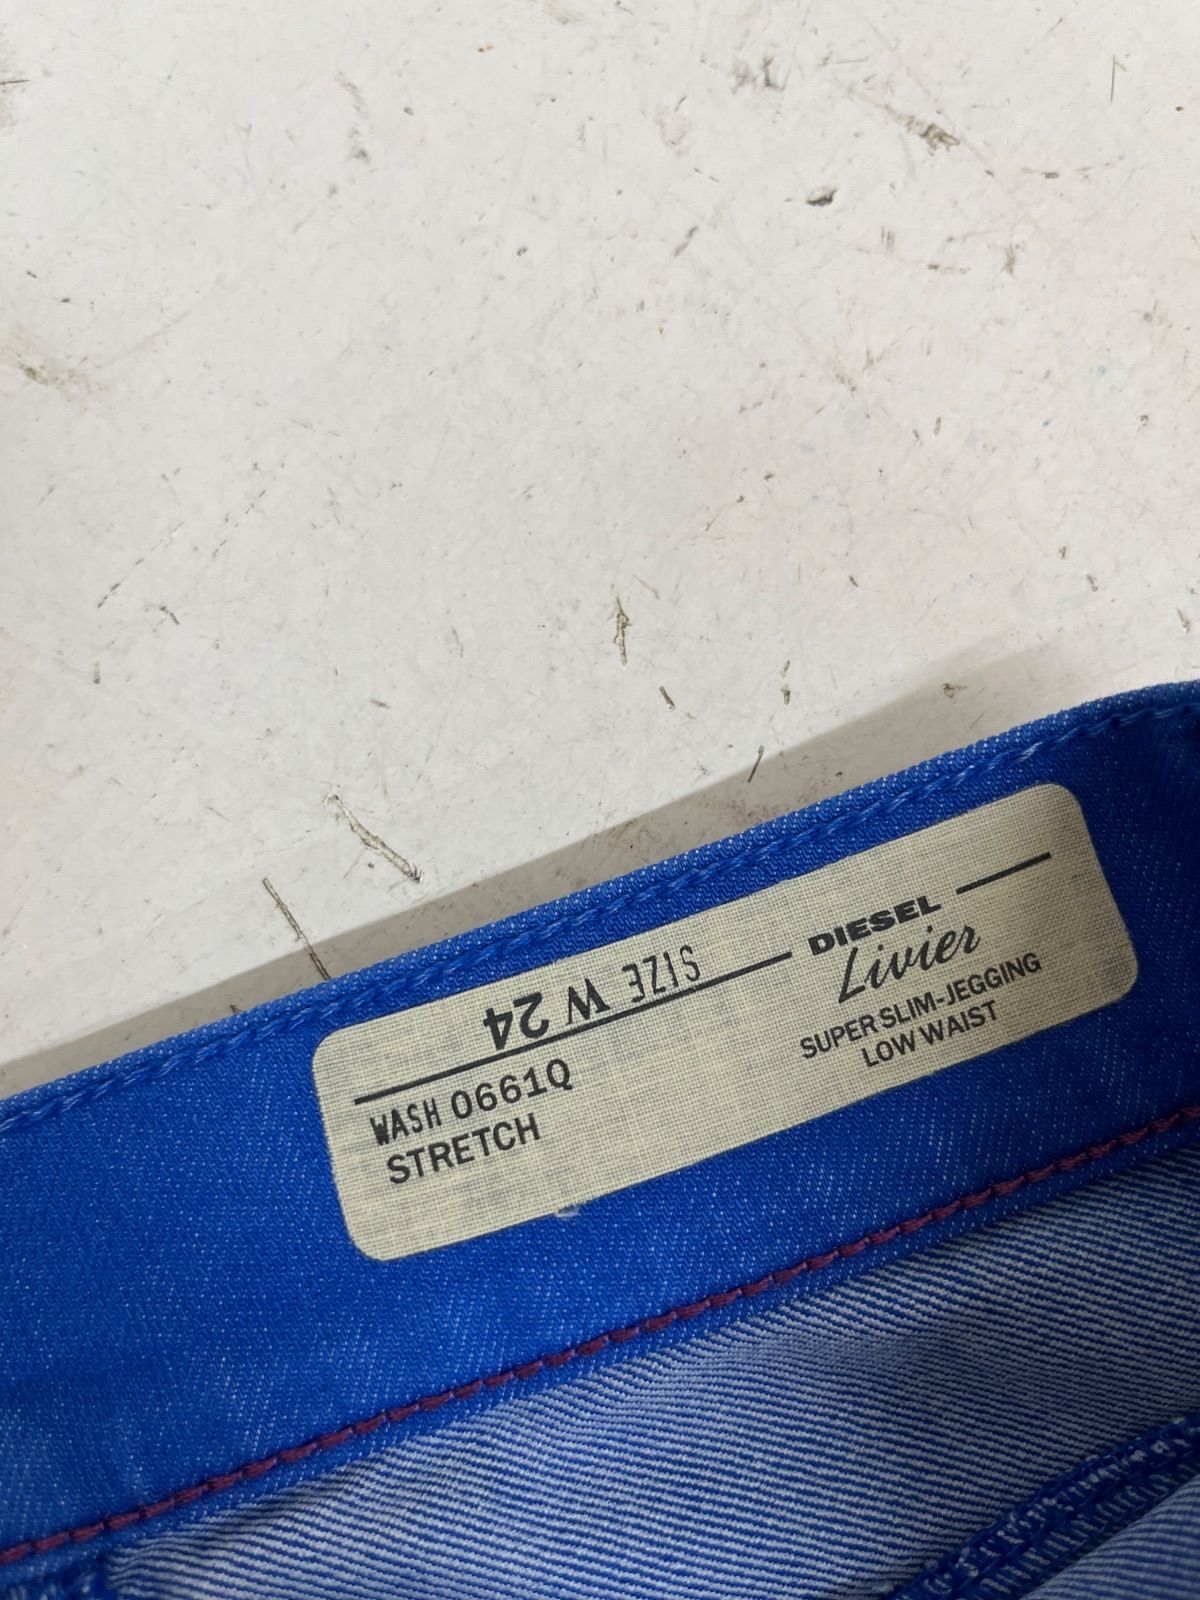 SIZE W 24
WASH 0661Q
STRETCH
DIESEL
Livier
SUPER SLIM-JEGGING
LOW WAIST